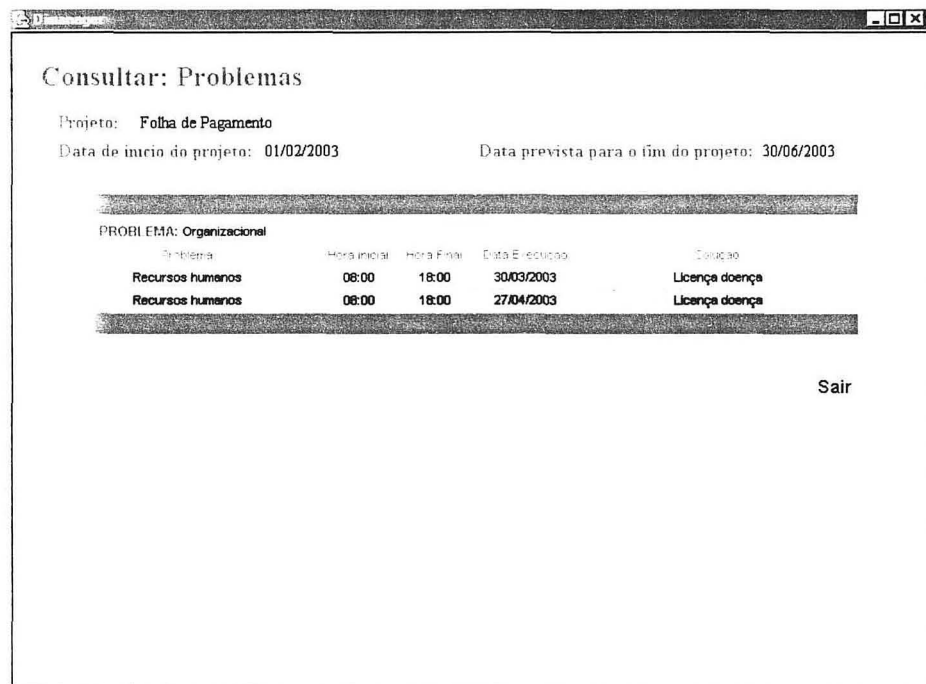 Dimanager
Consultar: Problemas
Projeto: Folha de Pagamento
Data de inicio do projeto: 01/02/2003 Data prevista para o fim do projeto: 30/06/2003
PROBLEMA: Organizacional
Problema Hora inicial Hora Final Data Execução Solução
Recursos humanos 08:00 18:00 30/03/2003 Licença doença
Recursos humanos 08:00 18:00 27/04/2003 Licença doença
Sair